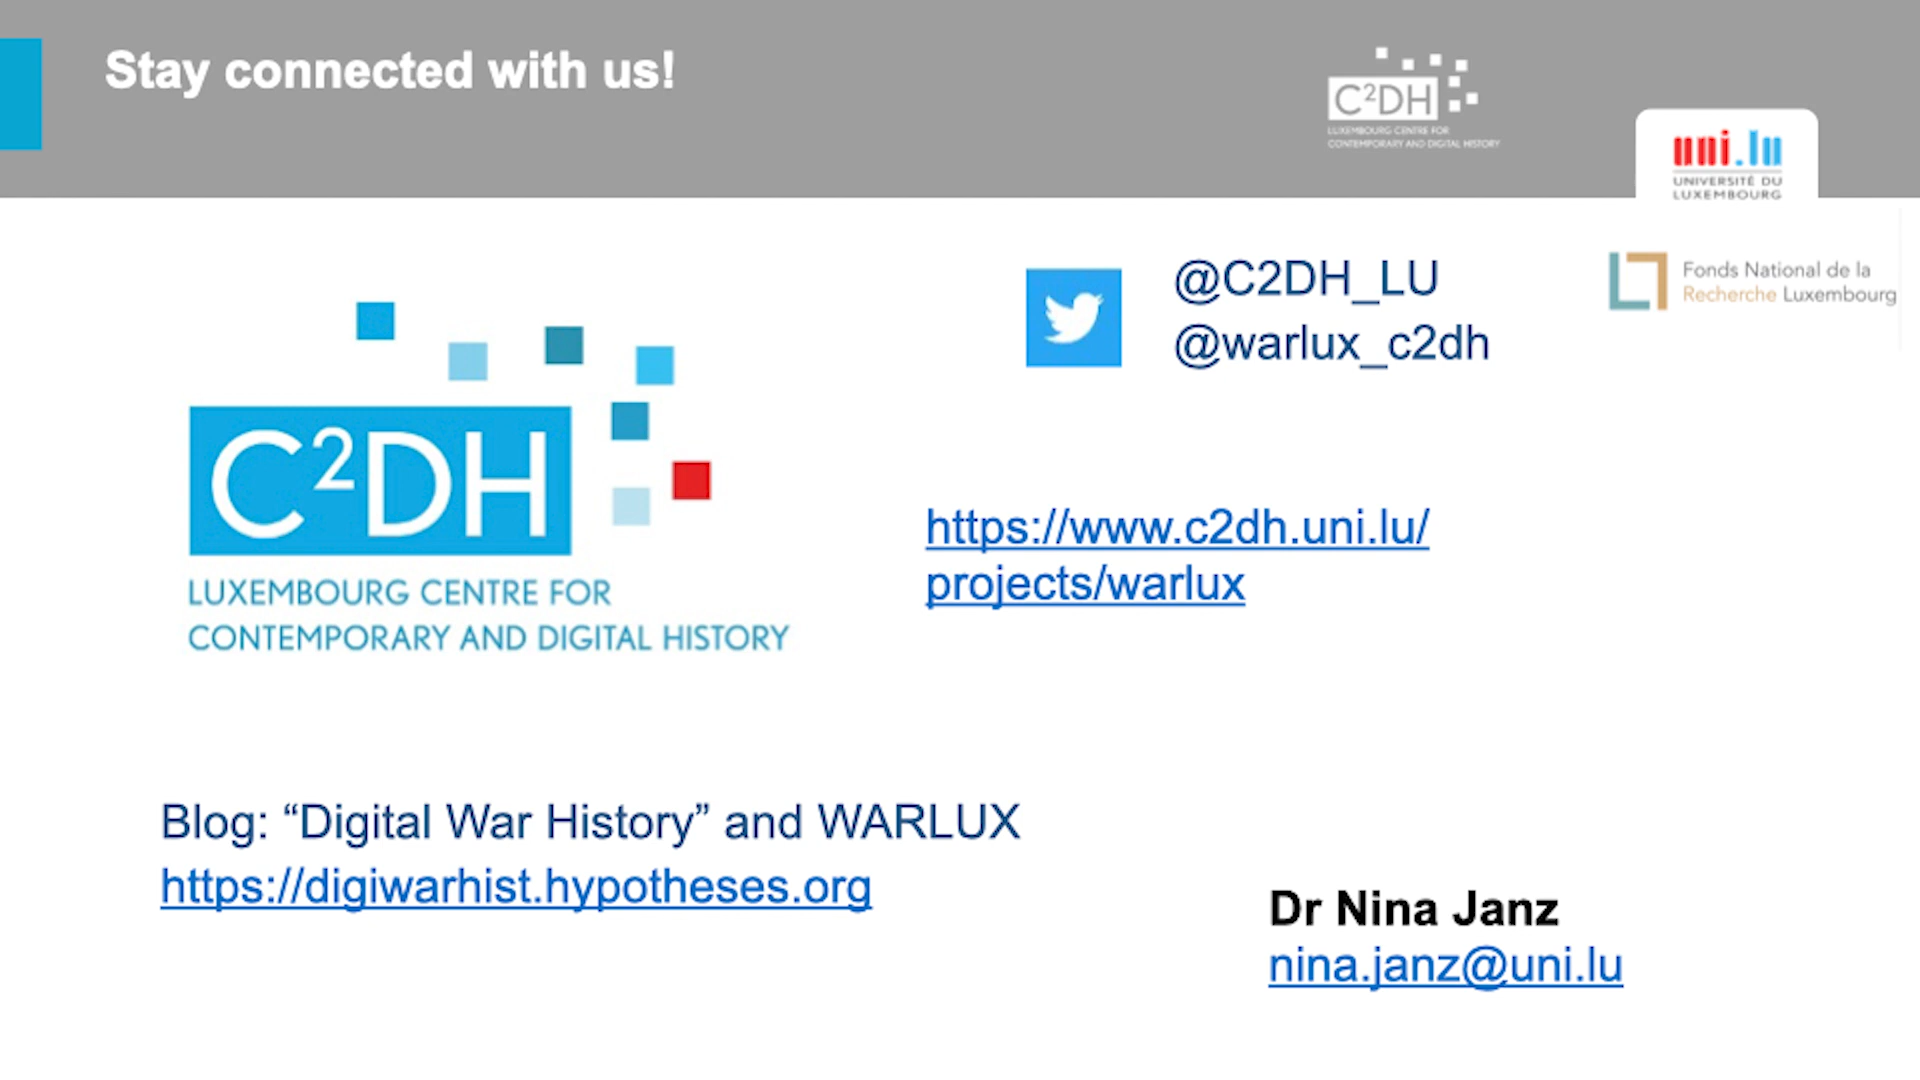 Stay connected with us!
C²DH
LUXEMBOURG CENTRE FOR
CONTEMPORARY AND DIGITAL HISTORY
uni.lu
UNIVERSITÉ DU
LUXEMBOURG
@C2DH_LU
@warlux_c2dh
Fonds National de la
Recherche Luxembourg
C²DH
LUXEMBOURG CENTRE FOR
CONTEMPORARY AND DIGITAL HISTORY
https://www.c2dh.uni.lu/
projects/warlux
Blog: “Digital War History” and WARLUX
https://digiwarhist.hypotheses.org
Dr Nina Janz
nina.janz@uni.lu